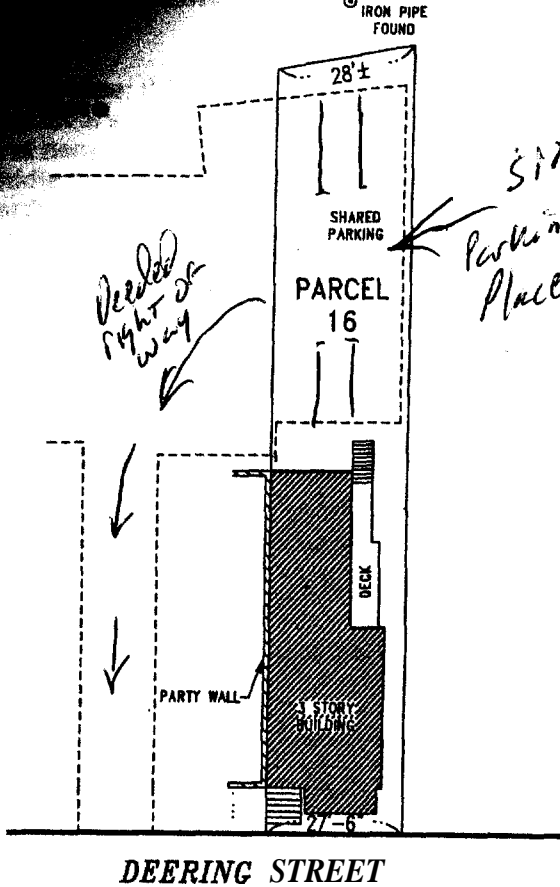 IRON PIPE
FOUND
28'±
SHARED
PARKING
PARCEL
16
Deeded
right of
way
Parkin
Place
DECK
PARTY WALL
3 STORY
BUILDING
27'-6"
DEERING STREET